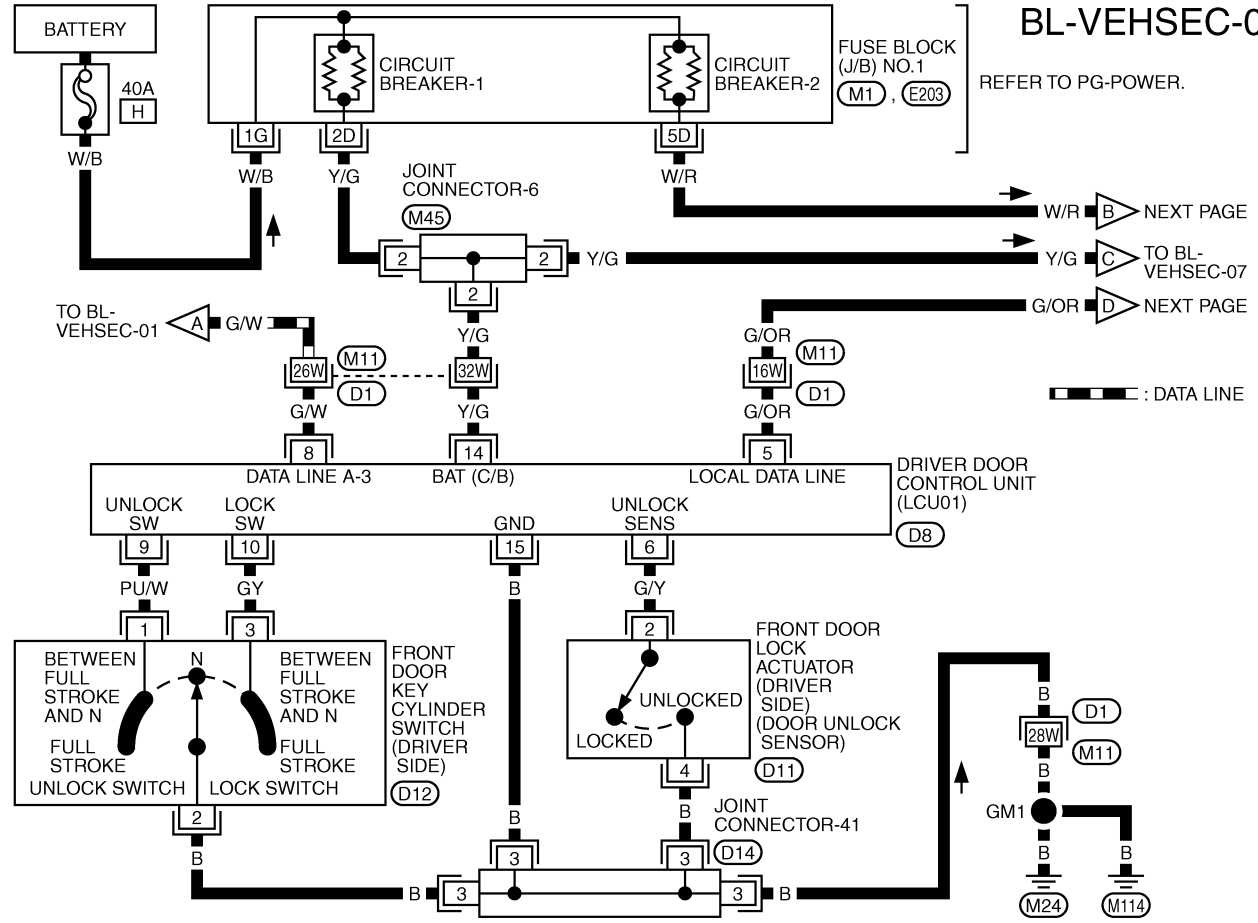 BL-VEHSEC-0
BATTERY
40A
H
CIRCUIT
BREAKER-1
CIRCUIT
BREAKER-2
FUSE BLOCK
(J/B) NO.1
M1 , E203
REFER TO PG-POWER.
1G
2D
5D
W/B
W/B
Y/G
W/R
JOINT
CONNECTOR-6
M45
W/R
B
NEXT PAGE
2
2
Y/G
Y/G
C
TO BL-
VEHSEC-07
2
TO BL-
VEHSEC-01
A
G/W
Y/G
G/OR
D
NEXT PAGE
G/OR
26W
M11
D1
32W
16W
M11
D1
: DATA LINE
G/W
Y/G
G/OR
8
14
5
DATA LINE A-3
BAT (C/B)
LOCAL DATA LINE
DRIVER DOOR
CONTROL UNIT
(LCU01)
D8
UNLOCK
SW
LOCK
SW
GND
UNLOCK
SENS
9
10
15
6
PU/W
GY
B
G/Y
1
3
2
BETWEEN
FULL
STROKE
AND N
N
BETWEEN
FULL
STROKE
AND N
FULL
STROKE
FULL
STROKE
UNLOCK SWITCH
LOCK SWITCH
FRONT
DOOR
KEY
CYLINDER
SWITCH
(DRIVER
SIDE)
D12
UNLOCKED
LOCKED
FRONT DOOR
LOCK
ACTUATOR
(DRIVER
SIDE)
(DOOR UNLOCK
SENSOR)
D11
B
28W
D1
M11
B
GM1
B
B
M24
M114
2
4
B
B
B
JOINT
CONNECTOR-41
D14
3
3
B
3
3
B